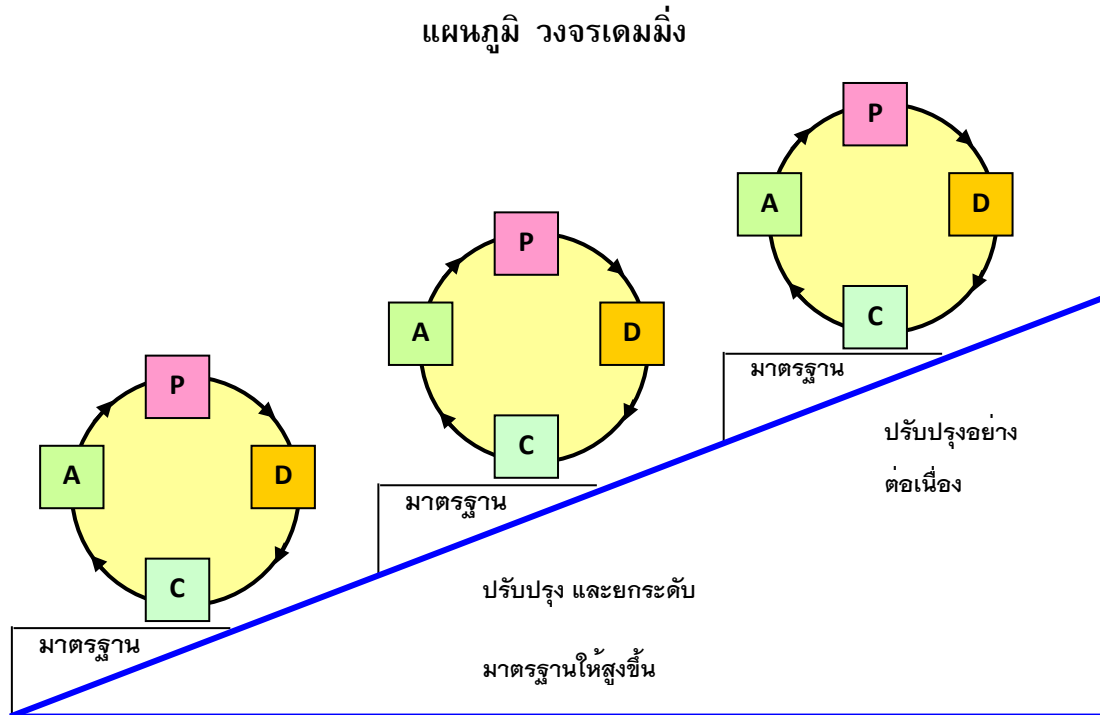 แผนภูมิ วงจรเดมมิ่ง
P
A
D
C
มาตรฐาน
P
A
D
C
มาตรฐาน
P
A
D
C
มาตรฐาน
ปรับปรุงอย่าง
ต่อเนื่อง
ปรับปรุง และยกระดับ
มาตรฐานให้สูงขึ้น